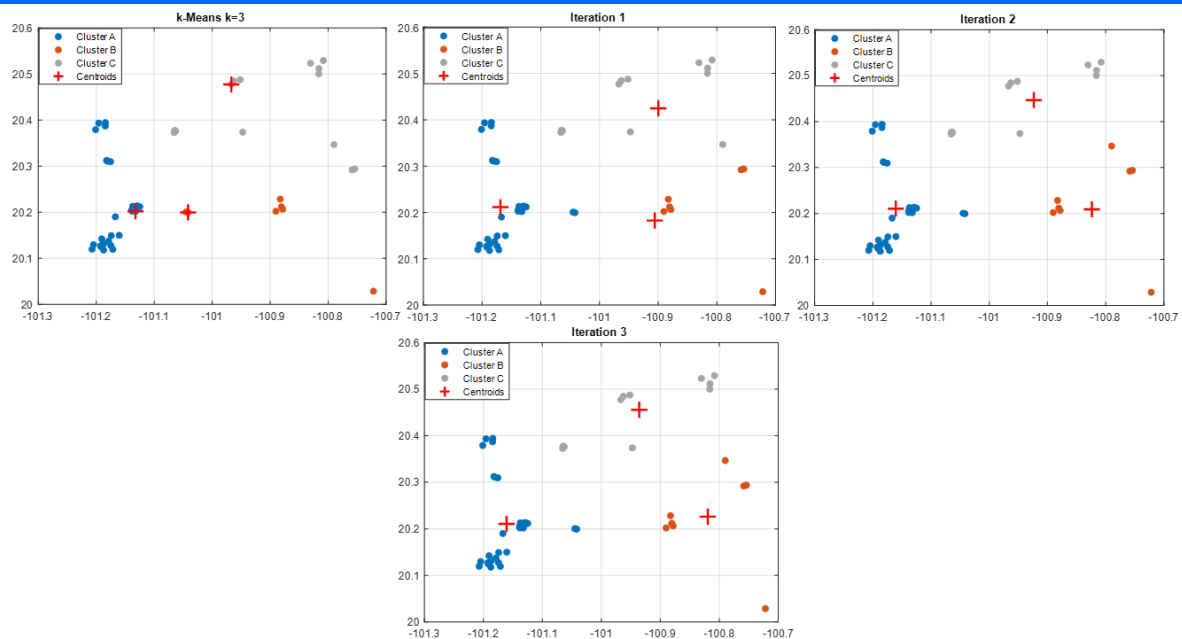 k-Means k=3
20.6
20.5
20.4
20.3
20.2
20.1
20
-101.3 -101.2 -101.1 -101 -100.9 -100.8 -100.7
Cluster A
Cluster B
Cluster C
Centroids
Iteration 1
20.6
20.5
20.4
20.3
20.2
20.1
20
-101.3 -101.2 -101.1 -101 -100.9 -100.8 -100.7
Cluster A
Cluster B
Cluster C
Centroids
Iteration 2
20.6
20.5
20.4
20.3
20.2
20.1
20
-101.3 -101.2 -101.1 -101 -100.9 -100.8 -100.7
Cluster A
Cluster B
Cluster C
Centroids
Iteration 3
20.6
20.5
20.4
20.3
20.2
20.1
20
-101.3 -101.2 -101.1 -101 -100.9 -100.8 -100.7
Cluster A
Cluster B
Cluster C
Centroids